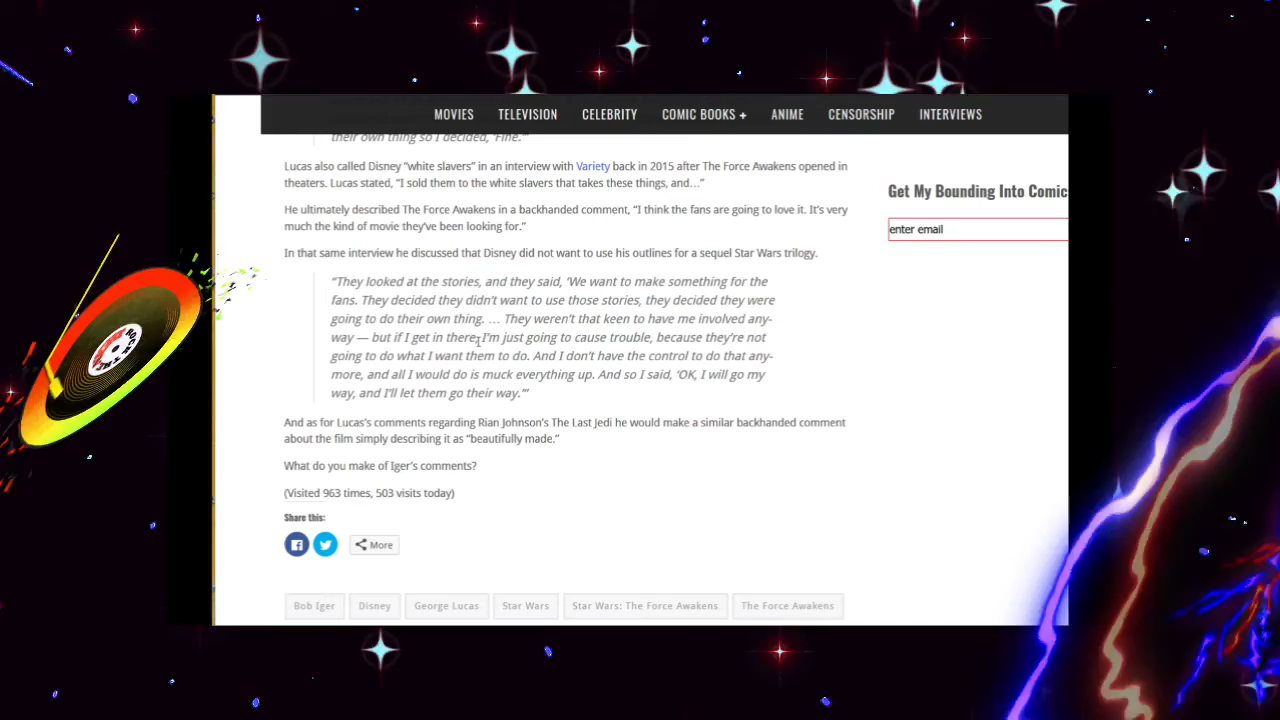 MOVIES TELEVISION CELEBRITY COMIC BOOKS + ANIME CENSORSHIP INTERVIEWS
their own thing so I decided, ‘Fine.’”
Lucas also called Disney “white slavers” in an interview with Variety back in 2015 after The Force Awakens opened in
theaters. Lucas stated, “I sold them to the white slavers that takes these things, and…”
He ultimately described The Force Awakens in a backhanded comment, “I think the fans are going to love it. It’s very
much the kind of movie they’ve been looking for.”
In that same interview he discussed that Disney did not want to use his outlines for a sequel Star Wars trilogy.
“They looked at the stories, and they said, ‘We want to make something for the
fans. They decided they didn’t want to use those stories, they decided they were
going to do their own thing. … They weren’t that keen to have me involved any-
way — but if I get in there, I’m just going to cause trouble, because they’re not
going to do what I want them to do. And I don’t have the control to do that any-
more, and all I would do is muck everything up. And so I said, ‘OK, I will go my
way, and I’ll let them go their way.’”
And as for Lucas’s comments regarding Rian Johnson’s The Last Jedi he would make a similar backhanded comment
about the film simply describing it as “beautifully made.”
What do you make of Iger’s comments?
(Visited 963 times, 503 visits today)
Share this:
More
Bob Iger Disney George Lucas Star Wars Star Wars: The Force Awakens The Force Awakens
Get My Bounding Into Comic
enter email